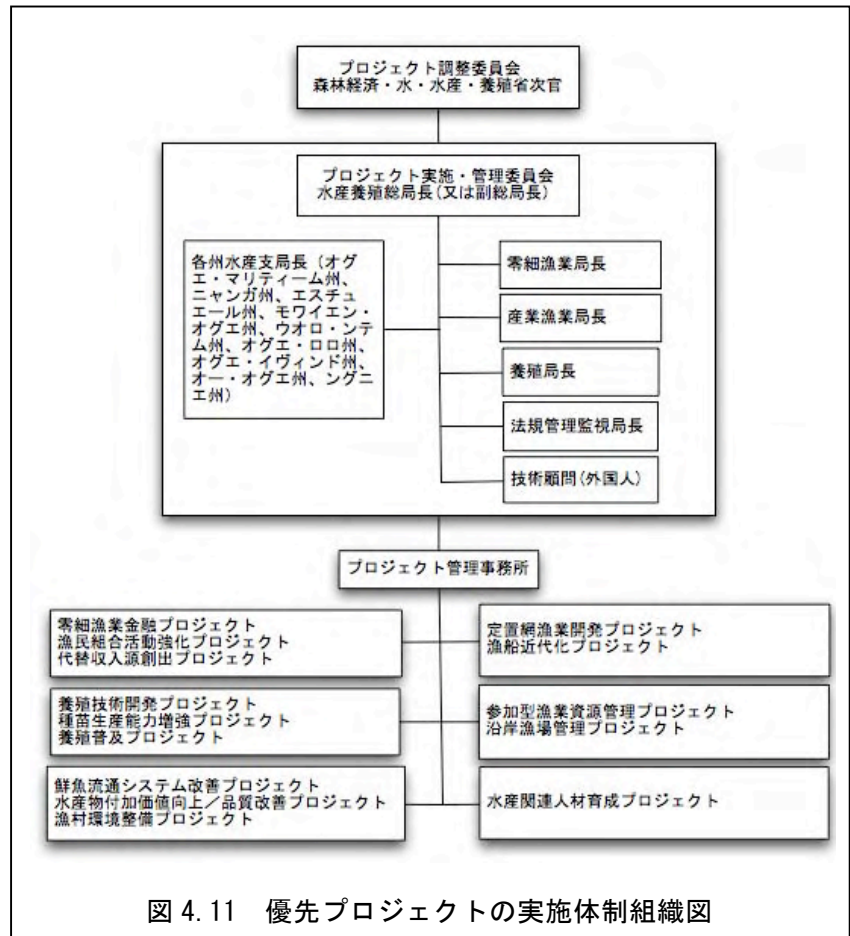 プロジェクト調整委員会
森林経済・水・水産・養殖省次官
プロジェクト実施・管理委員会
水産養殖総局長(又は副総局長)
各州水産支局長（オグ
エ・マリティーム州、
ニャンガ州、エスチュ
エール州、モワイエン・
オグエ州、ウオロ・ンテ
ム州、オグエ・ロロ州、
オグエ・イヴィンド州、
オー・オグエ州、ングニ
エ州）
零細漁業局長
産業漁業局長
養殖局長
法規管理監視局長
技術顧問(外国人)
プロジェクト管理事務所
零細漁業金融プロジェクト
漁民組合活動強化プロジェクト
代替収入源創出プロジェクト
定置網漁業開発プロジェクト
漁船近代化プロジェクト
養殖技術開発プロジェクト
種苗生産能力増強プロジェクト
養殖普及プロジェクト
参加型漁業資源管理プロジェクト
沿岸漁場管理プロジェクト
鮮魚流通システム改善プロジェクト
水産物付加価値向上／品質改善プロジェクト
漁村環境整備プロジェクト
水産関連人材育成プロジェクト
図 4.11　優先プロジェクトの実施体制組織図